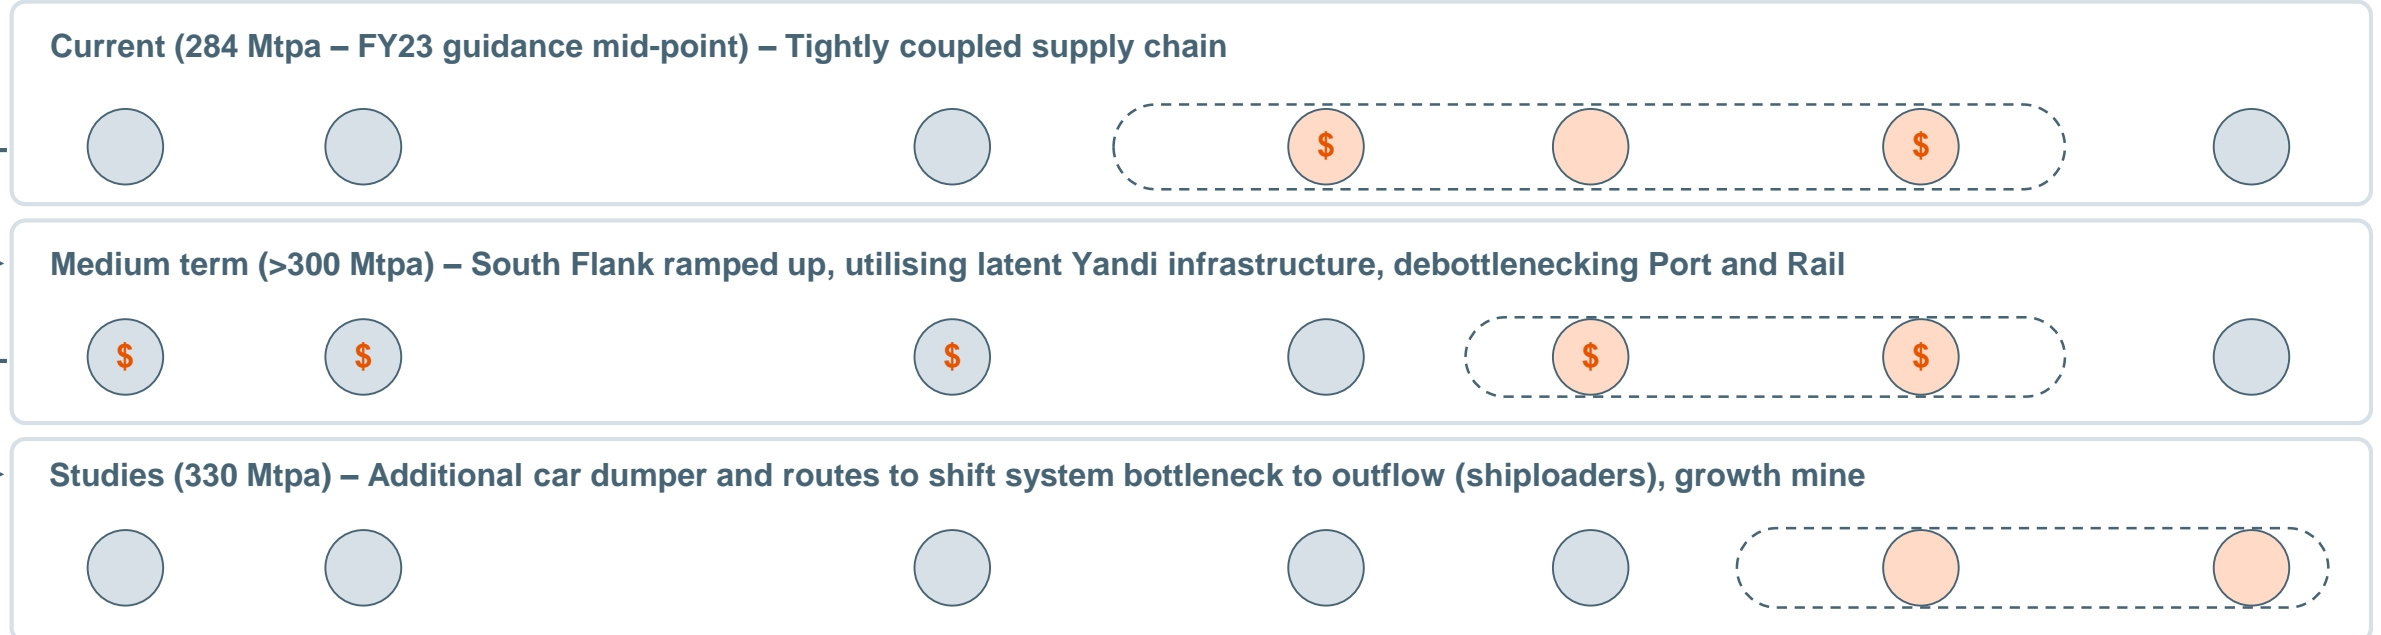 Current (284 Mtpa – FY23 guidance mid-point) – Tightly coupled supply chain
$ $
Medium term (>300 Mtpa) – South Flank ramped up, utilising latent Yandi infrastructure, debottlenecking Port and Rail
$ $ $ $ $
Studies (330 Mtpa) – Additional car dumper and routes to shift system bottleneck to outflow (shiploaders), growth mine